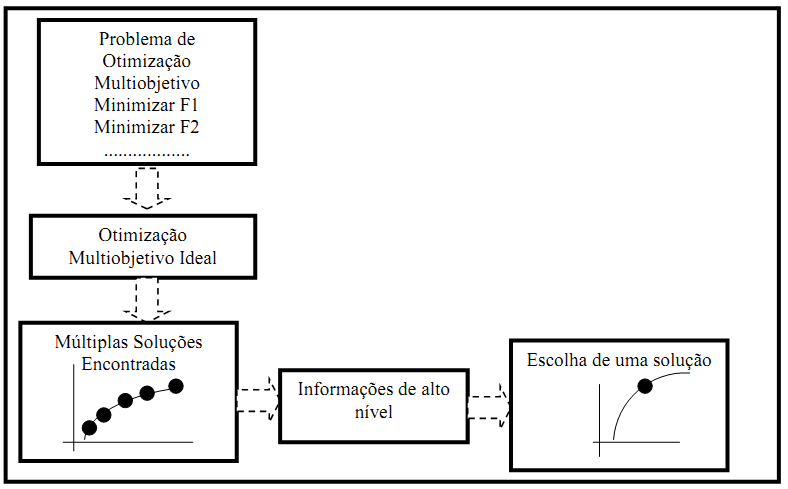 Problema de
Otimização
Multiobjetivo
Minimizar F1
Minimizar F2
..................
Otimização
Multiobjetivo Ideal
Múltiplas Soluções
Encontradas
Informações de alto
nível
Escolha de uma solução